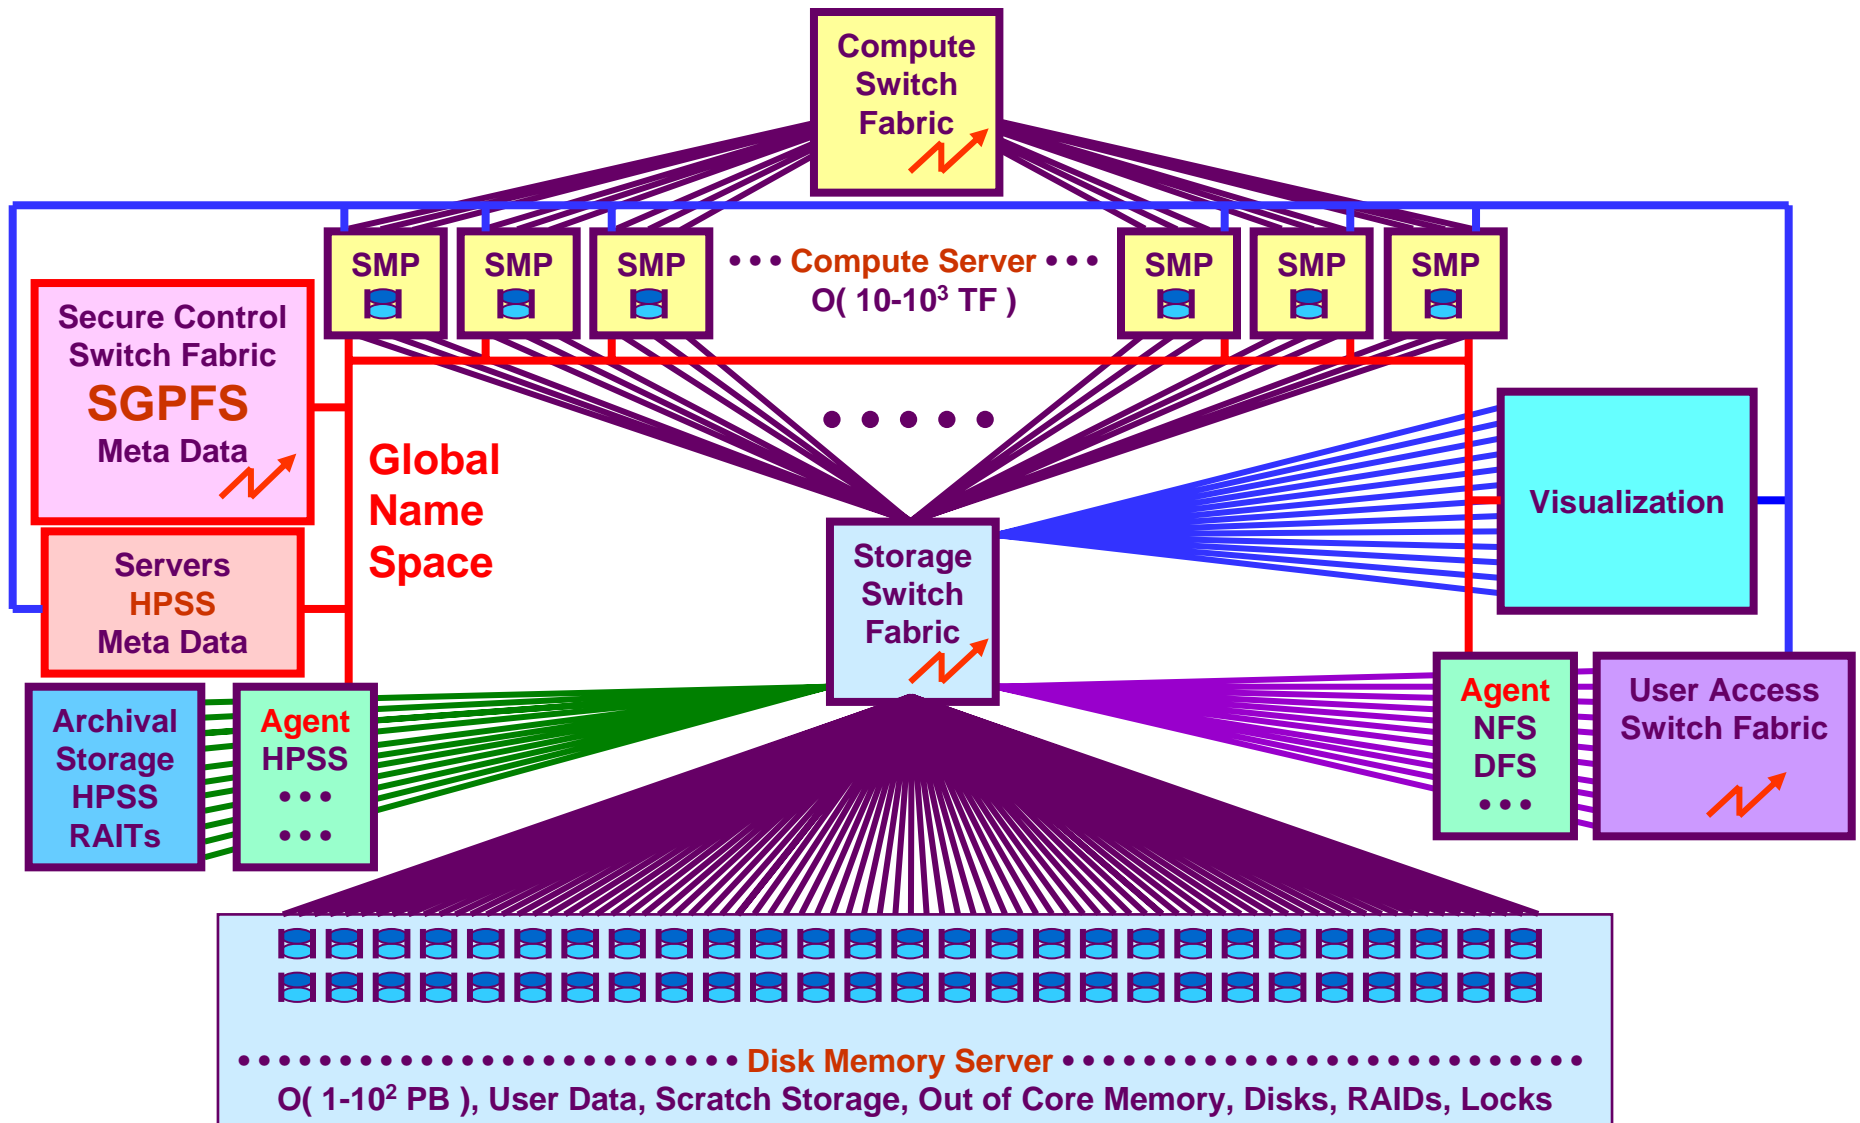 Compute
Switch
Fabric
SMP
SMP
SMP
••• Compute Server •••
O( 10-10³ TF )
SMP
SMP
SMP
Secure Control
Switch Fabric
SGPFS
Meta Data
Global
Name
Space
Servers
HPSS
Meta Data
Storage
Switch
Fabric
Visualization
Archival
Storage
HPSS
RAITs
Agent
HPSS
•••
•••
Agent
NFS
DFS
•••
User Access
Switch Fabric
Disk Memory Server
O( 1-10² PB ), User Data, Scratch Storage, Out of Core Memory, Disks, RAIDs, Locks